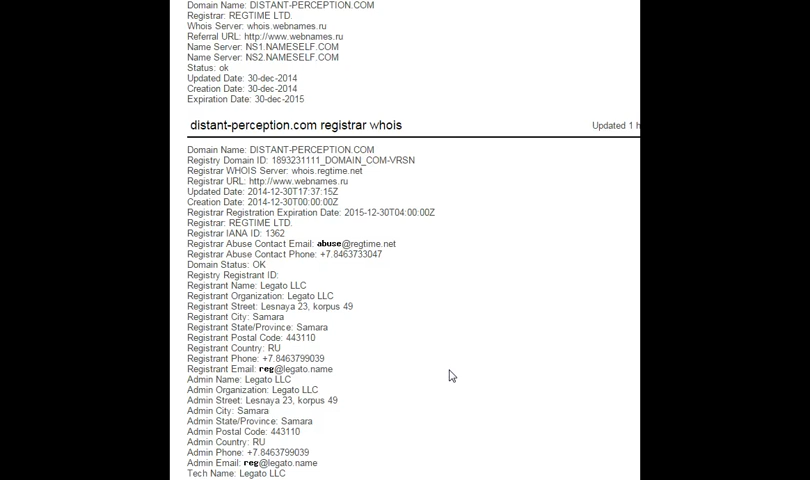 Domain Name: DISTANT-PERCEPTION.COM
Registrar: REGTIME LTD.
Whois Server: whois.webnames.ru
Referral URL: http://www.webnames.ru
Name Server: NS1.NAMESELF.COM
Name Server: NS2.NAMESELF.COM
Status: ok
Updated Date: 30-dec-2014
Creation Date: 30-dec-2014
Expiration Date: 30-dec-2015
distant-perception.com registrar whois
Updated 1 h
Domain Name: DISTANT-PERCEPTION.COM
Registry Domain ID: 1893231111_DOMAIN_COM-VRSN
Registrar WHOIS Server: whois.regtime.net
Registrar URL: http://www.webnames.ru
Updated Date: 2014-12-30T17:37:15Z
Creation Date: 2014-12-30T00:00:00Z
Registrar Registration Expiration Date: 2015-12-30T04:00:00Z
Registrar: REGTIME LTD.
Registrar IANA ID: 1362
Registrar Abuse Contact Email: abuse@regtime.net
Registrar Abuse Contact Phone: +7.8463733047
Domain Status: OK
Registry Registrant ID:
Registrant Name: Legato LLC
Registrant Organization: Legato LLC
Registrant Street: Lesnaya 23, korpus 49
Registrant City: Samara
Registrant State/Province: Samara
Registrant Postal Code: 443110
Registrant Country: RU
Registrant Phone: +7.8463799039
Registrant Email: reg@legato.name
Admin Name: Legato LLC
Admin Organization: Legato LLC
Admin Street: Lesnaya 23, korpus 49
Admin City: Samara
Admin State/Province: Samara
Admin Postal Code: 443110
Admin Country: RU
Admin Phone: +7.8463799039
Admin Email: reg@legato.name
Tech Name: Legato LLC